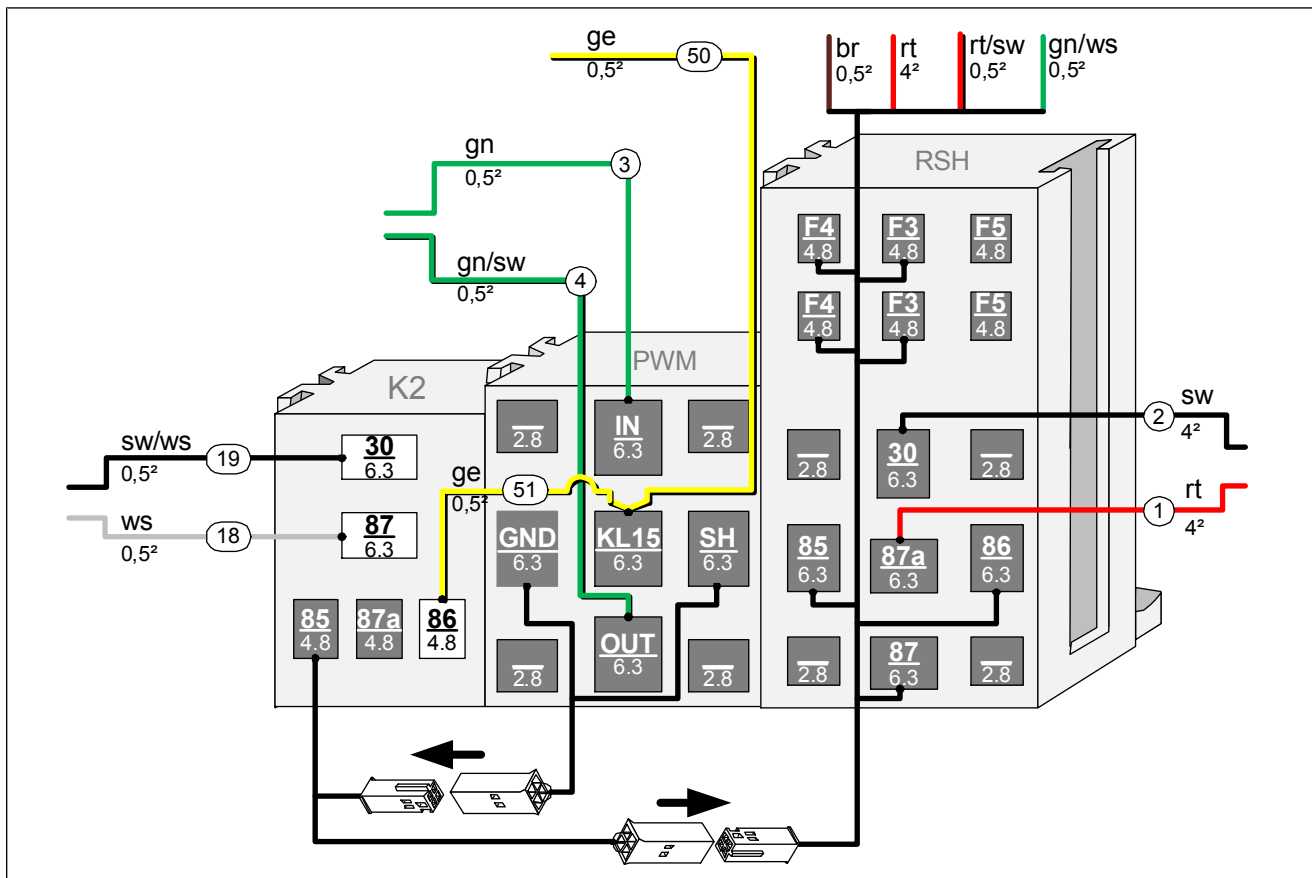 ge
0,5²
50
br
0,5²
rt
4²
rt/sw
0,5²
gn/ws
0,5²
gn
0,5²
3
gn/sw
0,5²
4
RSH
F4
4.8
F3
4.8
F5
4.8
F4
4.8
F3
4.8
F5
4.8
PWM
K2
2.8
IN
6.3
2.8
2.8
30
6.3
2.8
2
sw
4²
sw/ws
0,5²
19
30
6.3
ge
0,5²
51
ws
0,5²
18
87
6.3
GND
6.3
KL15
6.3
SH
6.3
85
6.3
87a
6.3
86
6.3
1
rt
4²
85
4.8
87a
4.8
86
4.8
2.8
OUT
6.3
2.8
2.8
87
6.3
2.8